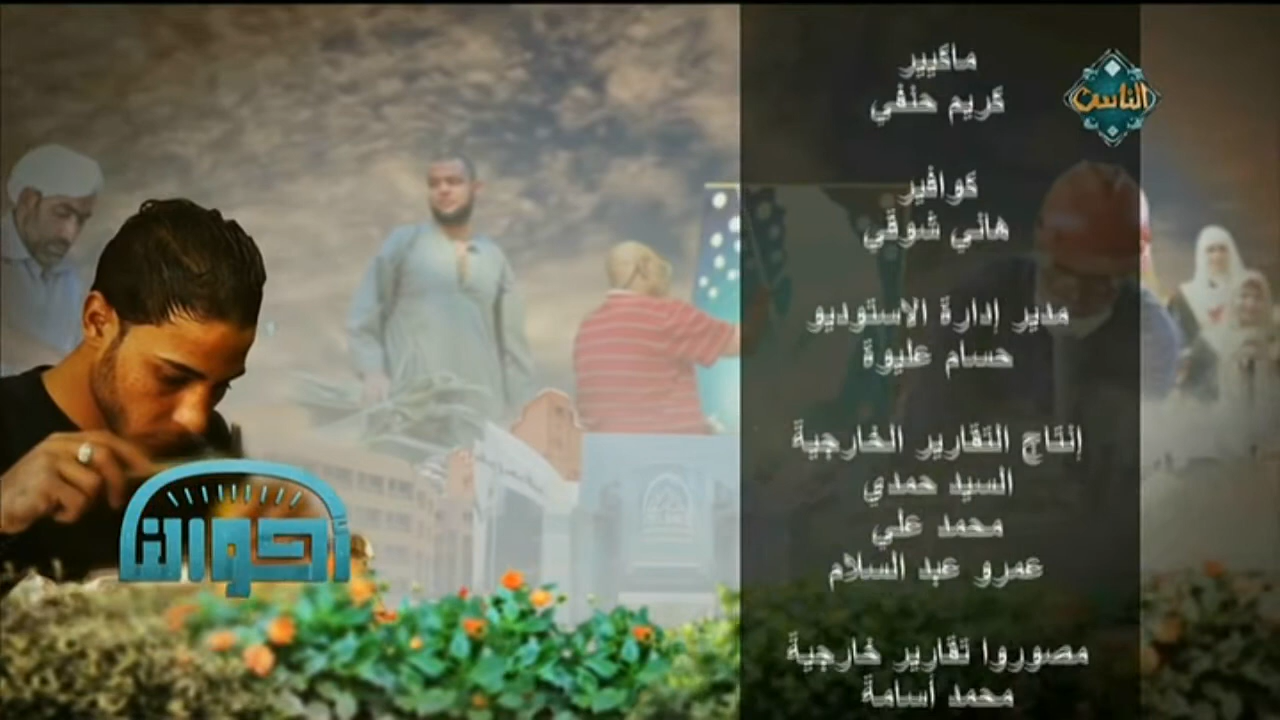 ماكيير
كريم حنفي
الناس
كوافير
هاني شوقي
مدير إدارة الاستوديو
حسام عليوة
إنتاج التقارير الخارجية
السيد حمدي
محمد علي
عمرو عبد السلام
مصوروا تقارير خارجية
محمد أسامة
أحوالنا